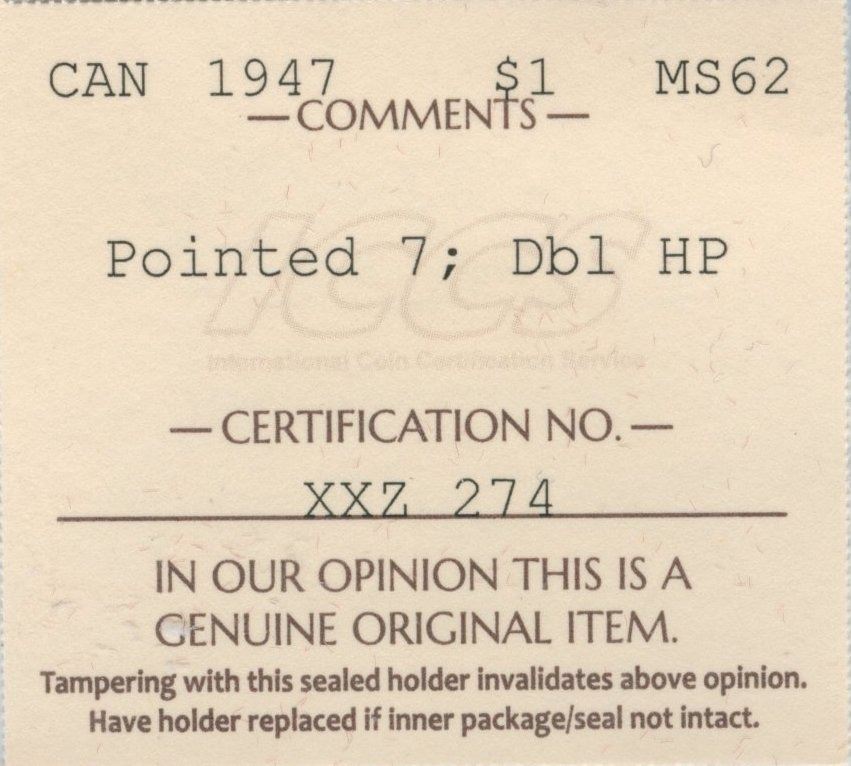 CAN 1947 $1 MS62
— COMMENTS —
Pointed 7; Dbl HP
ICCS
International Coin Certification Service
— CERTIFICATION NO. —
XXZ 274
IN OUR OPINION THIS IS A
GENUINE ORIGINAL ITEM.
Tampering with this sealed holder invalidates above opinion.
Have holder replaced if inner package/seal not intact.